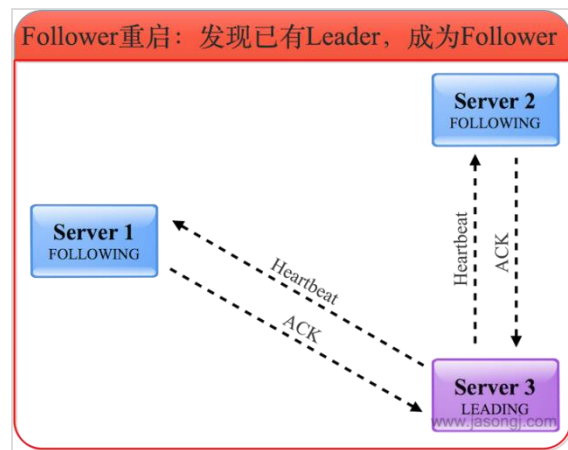 Follower重启：发现已有Leader，成为Follower
Server 2
FOLLOWING
Server 1
FOLLOWING
Heartbeat
ACK
Heartbeat
ACK
Server 3
LEADING
www.jasongj.com